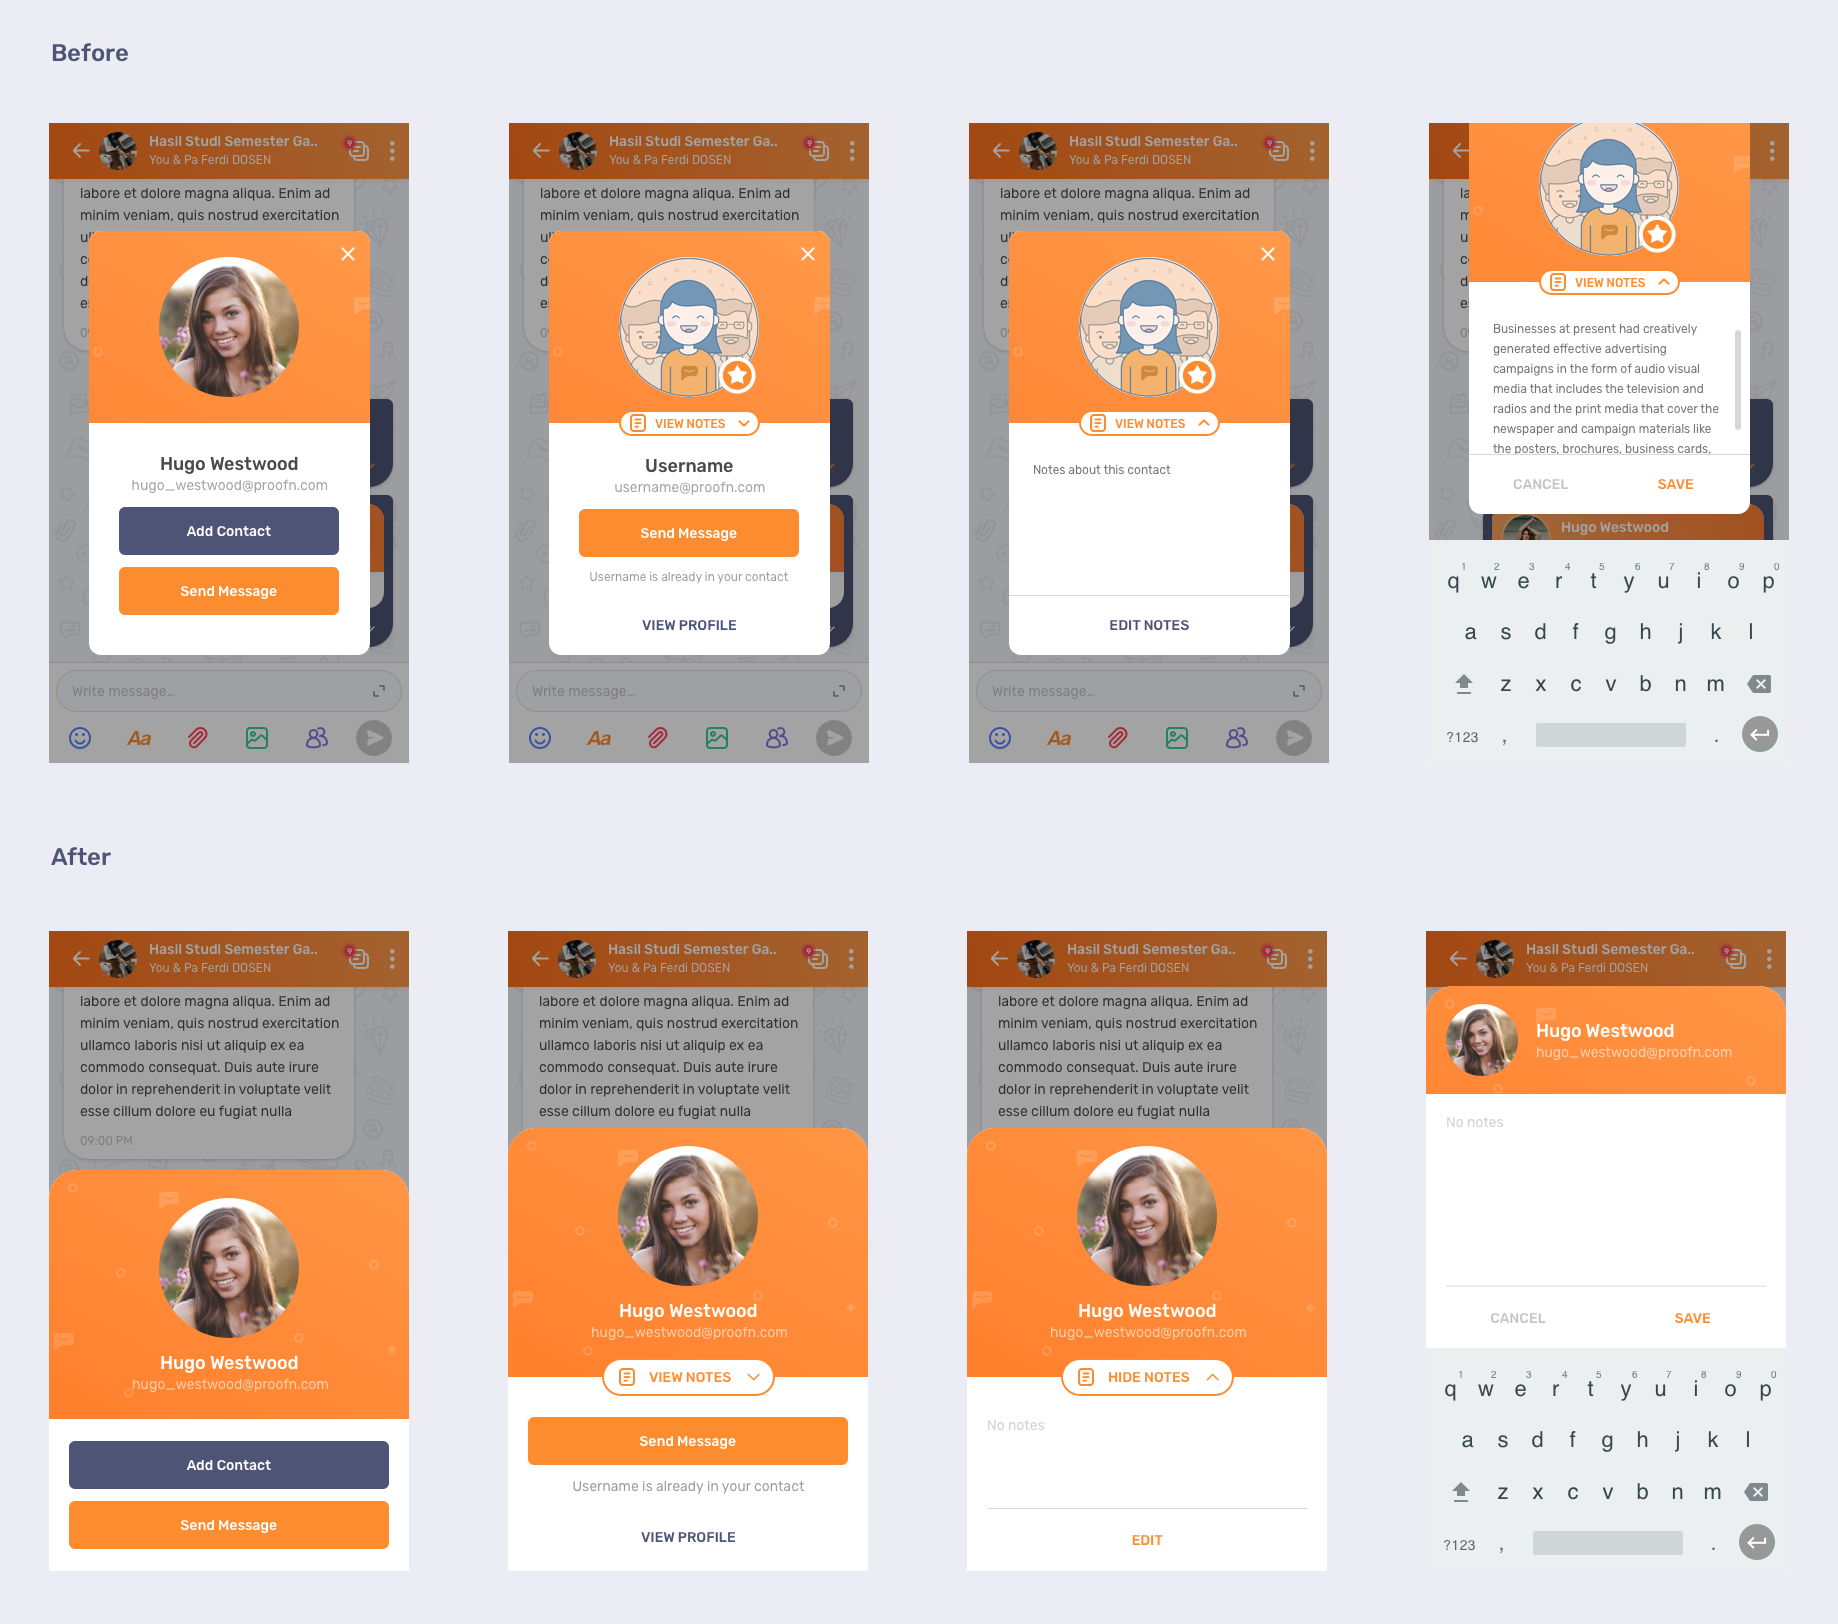 Before
Hasil Studi Semester Ga..
You & Pa Ferdi DOSEN
9
labore et dolore magna aliqua. Enim ad
minim veniam, quis nostrud exercitation
Hugo Westwood
hugo_westwood@proofn.com
Add Contact
Send Message
Write message...
Aa
Hasil Studi Semester Ga..
You & Pa Ferdi DOSEN
9
labore et dolore magna aliqua. Enim ad
minim veniam, quis nostrud exercitation
VIEW NOTES
Username
username@proofn.com
Send Message
Username is already in your contact
VIEW PROFILE
Write message...
Aa
Hasil Studi Semester Ga..
You & Pa Ferdi DOSEN
9
labore et dolore magna aliqua. Enim ad
minim veniam, quis nostrud exercitation
VIEW NOTES
Notes about this contact
EDIT NOTES
Write message...
Aa
VIEW NOTES
Businesses at present had creatively
generated effective advertising
campaigns in the form of audio visual
media that includes the television and
radios and the print media that cover the
newspaper and campaign materials like
the posters, brochures, business cards,
CANCEL SAVE
Hugo Westwood
1 2 3 4 5 6 7 8 9 0
q w e r t y u i o p
a s d f g h j k l
z x c v b n m
?123 , .
After
Hasil Studi Semester Ga..
You & Pa Ferdi DOSEN
9
labore et dolore magna aliqua. Enim ad
minim veniam, quis nostrud exercitation
ullamco laboris nisi ut aliquip ex ea
commodo consequat. Duis aute irure
dolor in reprehenderit in voluptate velit
esse cillum dolore eu fugiat nulla
09:00 PM
Hugo Westwood
hugo_westwood@proofn.com
Add Contact
Send Message
Hasil Studi Semester Ga..
You & Pa Ferdi DOSEN
9
labore et dolore magna aliqua. Enim ad
minim veniam, quis nostrud exercitation
ullamco laboris nisi ut aliquip ex ea
commodo consequat. Duis aute irure
dolor in reprehenderit in voluptate velit
esse cillum dolore eu fugiat nulla
Hugo Westwood
hugo_westwood@proofn.com
VIEW NOTES
Send Message
Username is already in your contact
VIEW PROFILE
Hasil Studi Semester Ga..
You & Pa Ferdi DOSEN
9
labore et dolore magna aliqua. Enim ad
minim veniam, quis nostrud exercitation
ullamco laboris nisi ut aliquip ex ea
commodo consequat. Duis aute irure
dolor in reprehenderit in voluptate velit
esse cillum dolore eu fugiat nulla
Hugo Westwood
hugo_westwood@proofn.com
HIDE NOTES
No notes
EDIT
Hasil Studi Semester Ga..
You & Pa Ferdi DOSEN
9
Hugo Westwood
hugo_westwood@proofn.com
No notes
CANCEL SAVE
1 2 3 4 5 6 7 8 9 0
q w e r t y u i o p
a s d f g h j k l
z x c v b n m
?123 , .